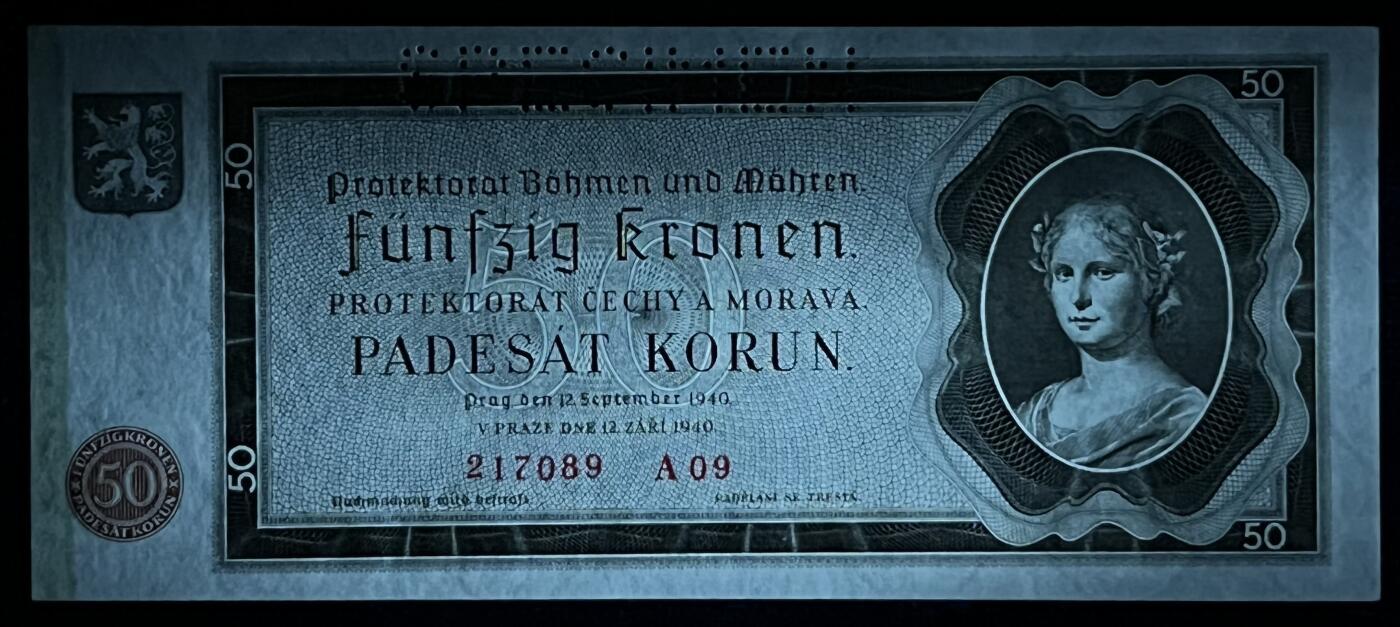 50
50
Protektorat Böhmen und Mähren.
Fünfzig Kronen.
PROTEKTORÁT ČECHY A MORAVA.
PADESÁT KORUN.
Prag den 12. September 1940.
V PRAZE DNE 12. ZÁŘÍ 1940.
217089 A 09
Nachmachung wird bestraft.
PADĚLÁNÍ SE TRESTÁ.
50
50
FÜNFZIG KRONEN
50
PADESÁT KORUN